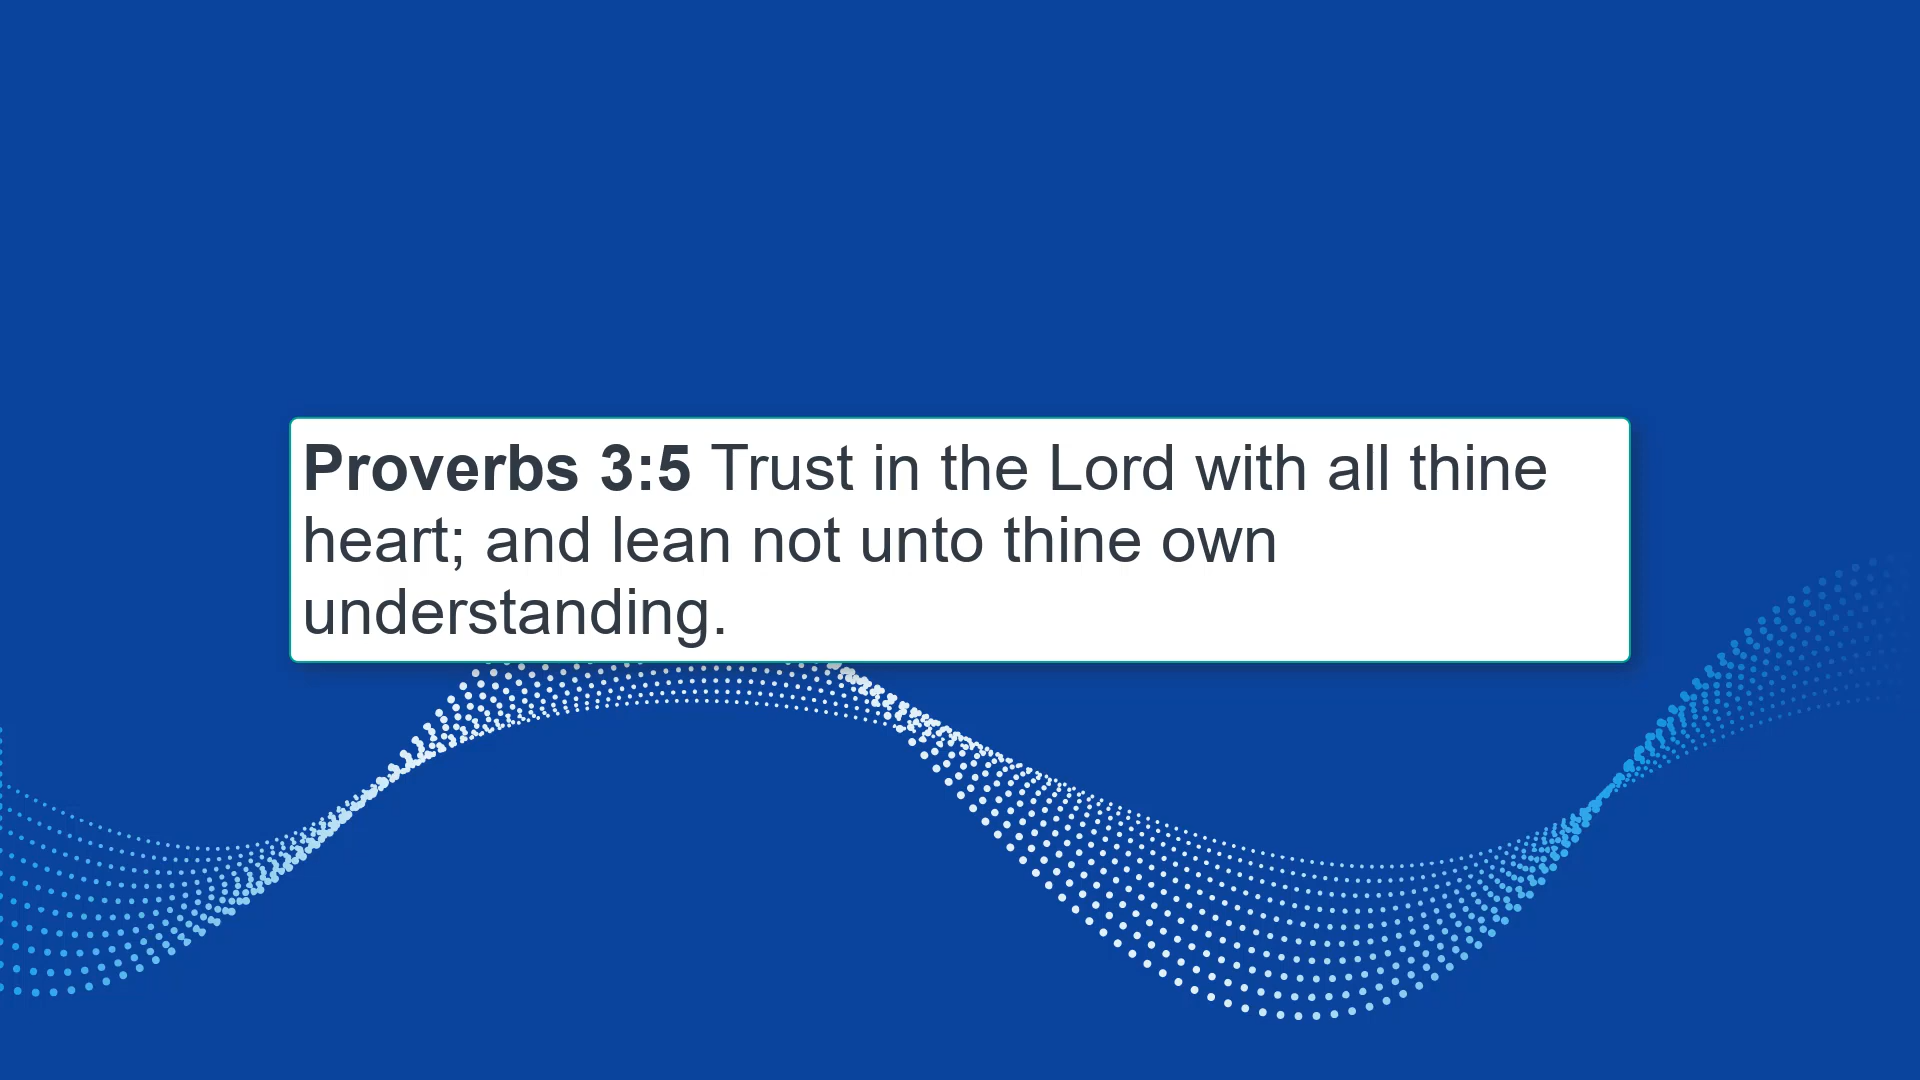 Proverbs 3:5 Trust in the Lord with all thine
heart; and lean not unto thine own
understanding.